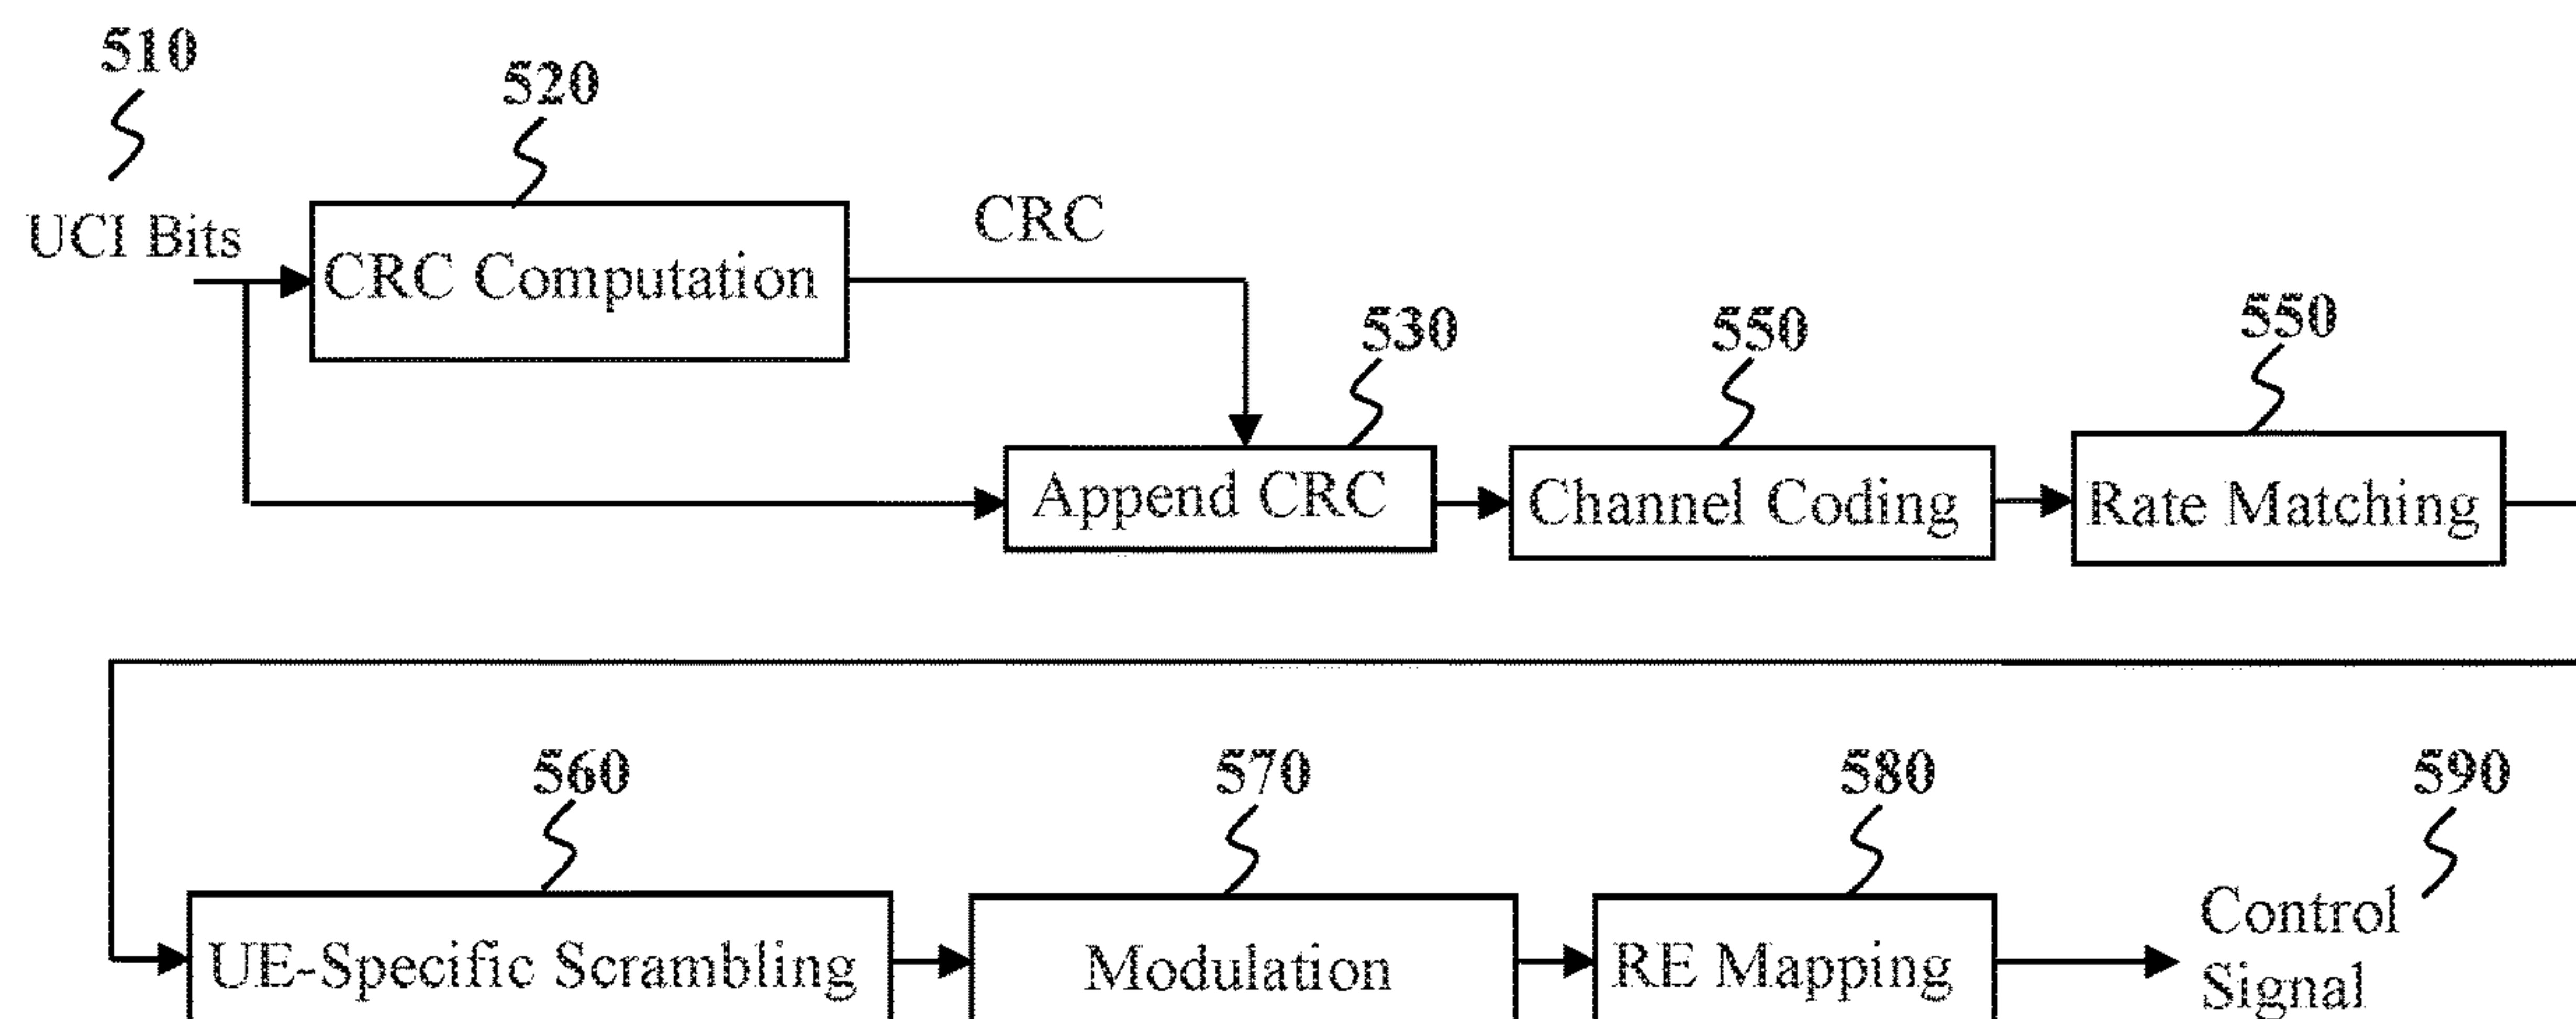 510
520
UCI Bits
CRC Computation
CRC
530
550
550
Append CRC
Channel Coding
Rate Matching
560
570
580
590
UE-Specific Scrambling
Modulation
RE Mapping
Control
Signal